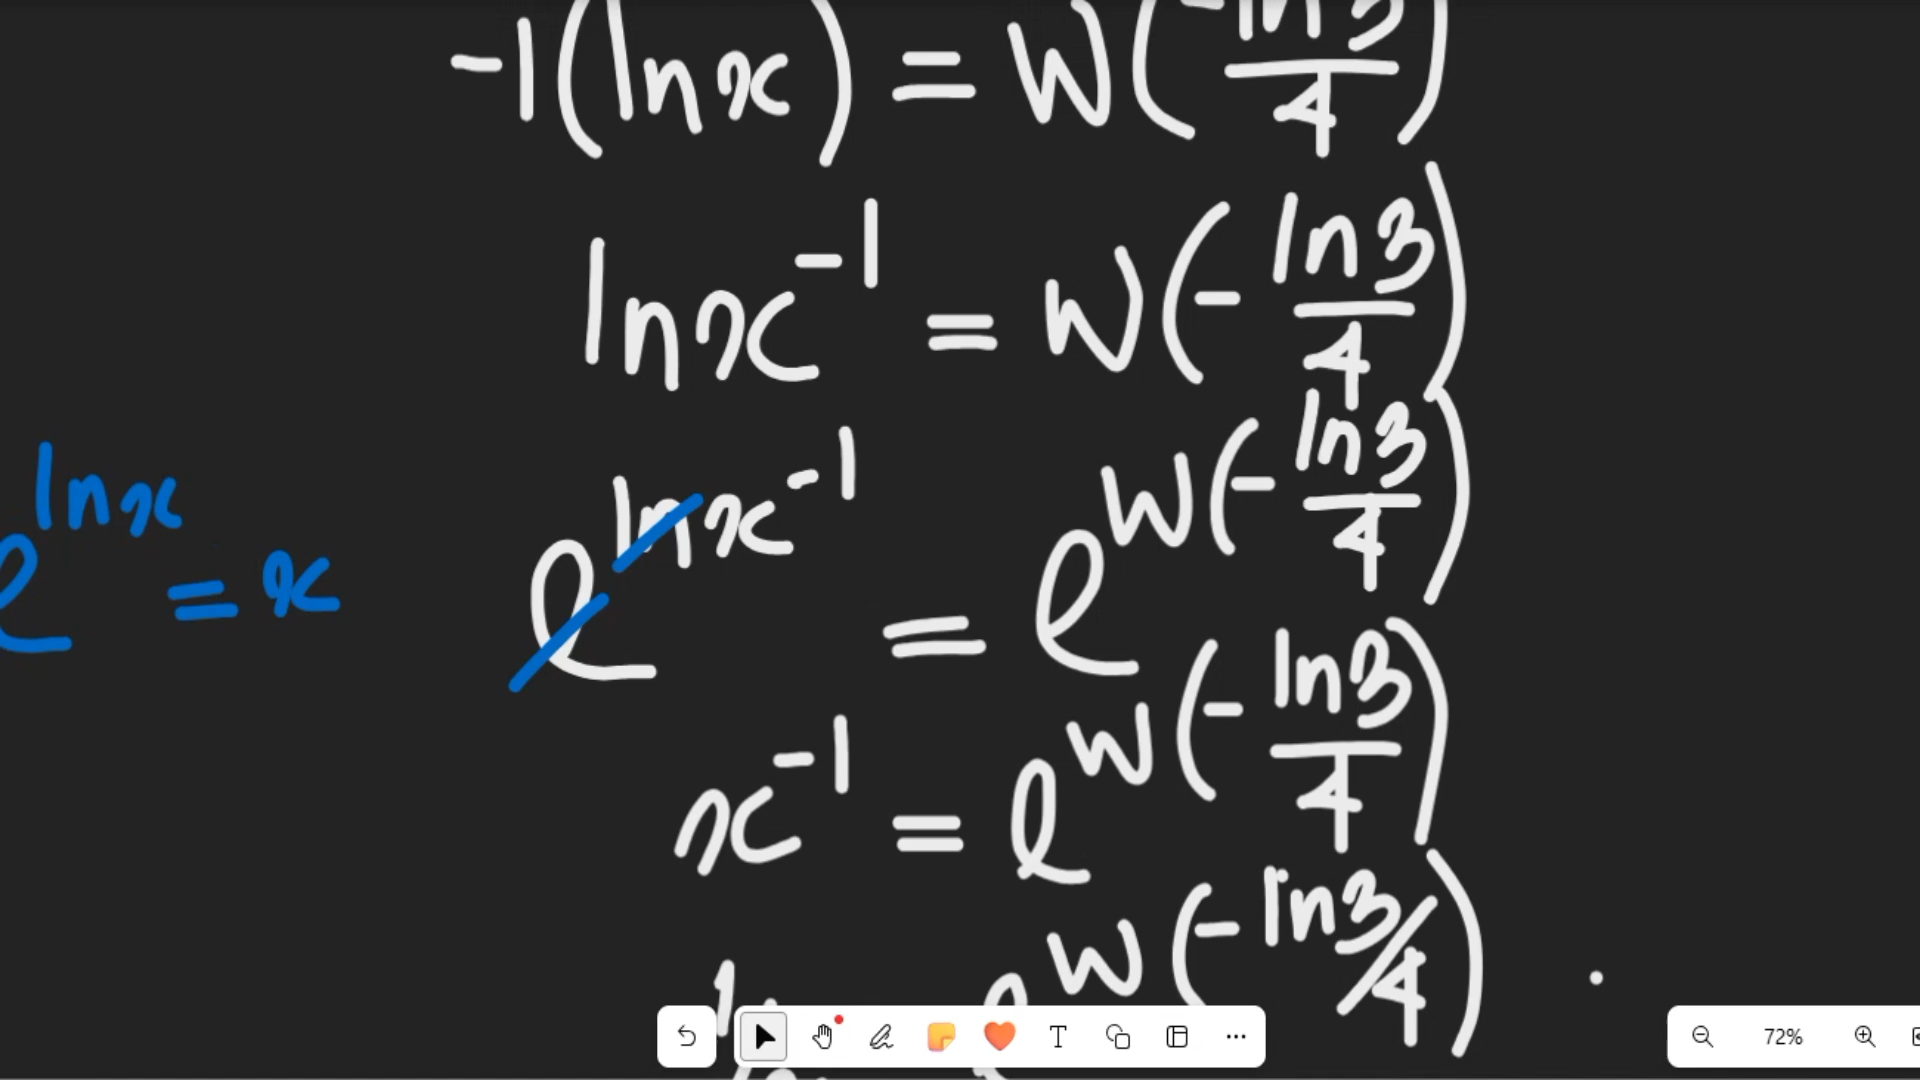 -1(ln x) = W(-ln3/4)
ln x^-1 = W(-ln3/4)
e^ln x = x
e^ln x^-1 = e^W(-ln3/4)
x^-1 = e^W(-ln3/4)
1/ e^W(-ln3/4) .
T
72%